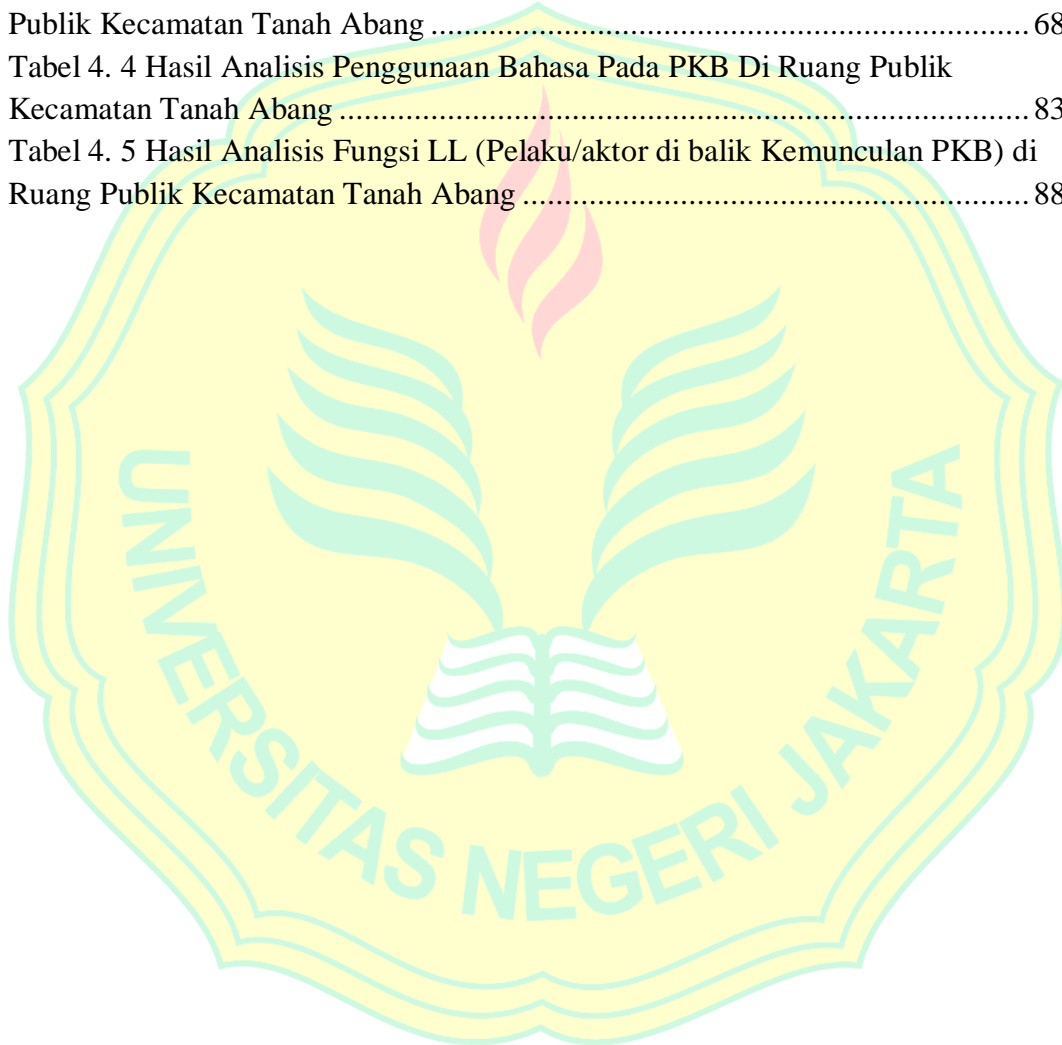 Publik Kecamatan Tanah Abang ........................................................................ 68
Tabel 4. 4 Hasil Analisis Penggunaan Bahasa Pada PKB Di Ruang Publik
Kecamatan Tanah Abang ................................................................................... 83
Tabel 4. 5 Hasil Analisis Fungsi LL (Pelaku/aktor di balik Kemunculan PKB) di
Ruang Publik Kecamatan Tanah Abang ............................................................. 88
UNIVERSITAS NEGERI JAKARTA